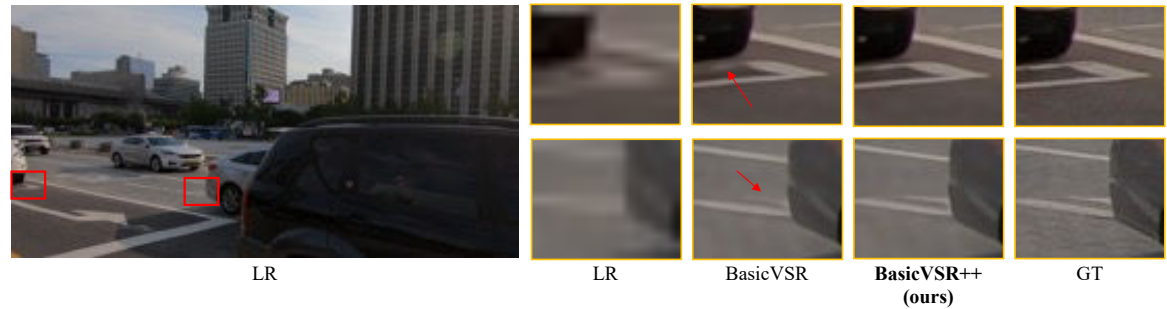 LR
LR
BasicVSR
BasicVSR++
(ours)
GT